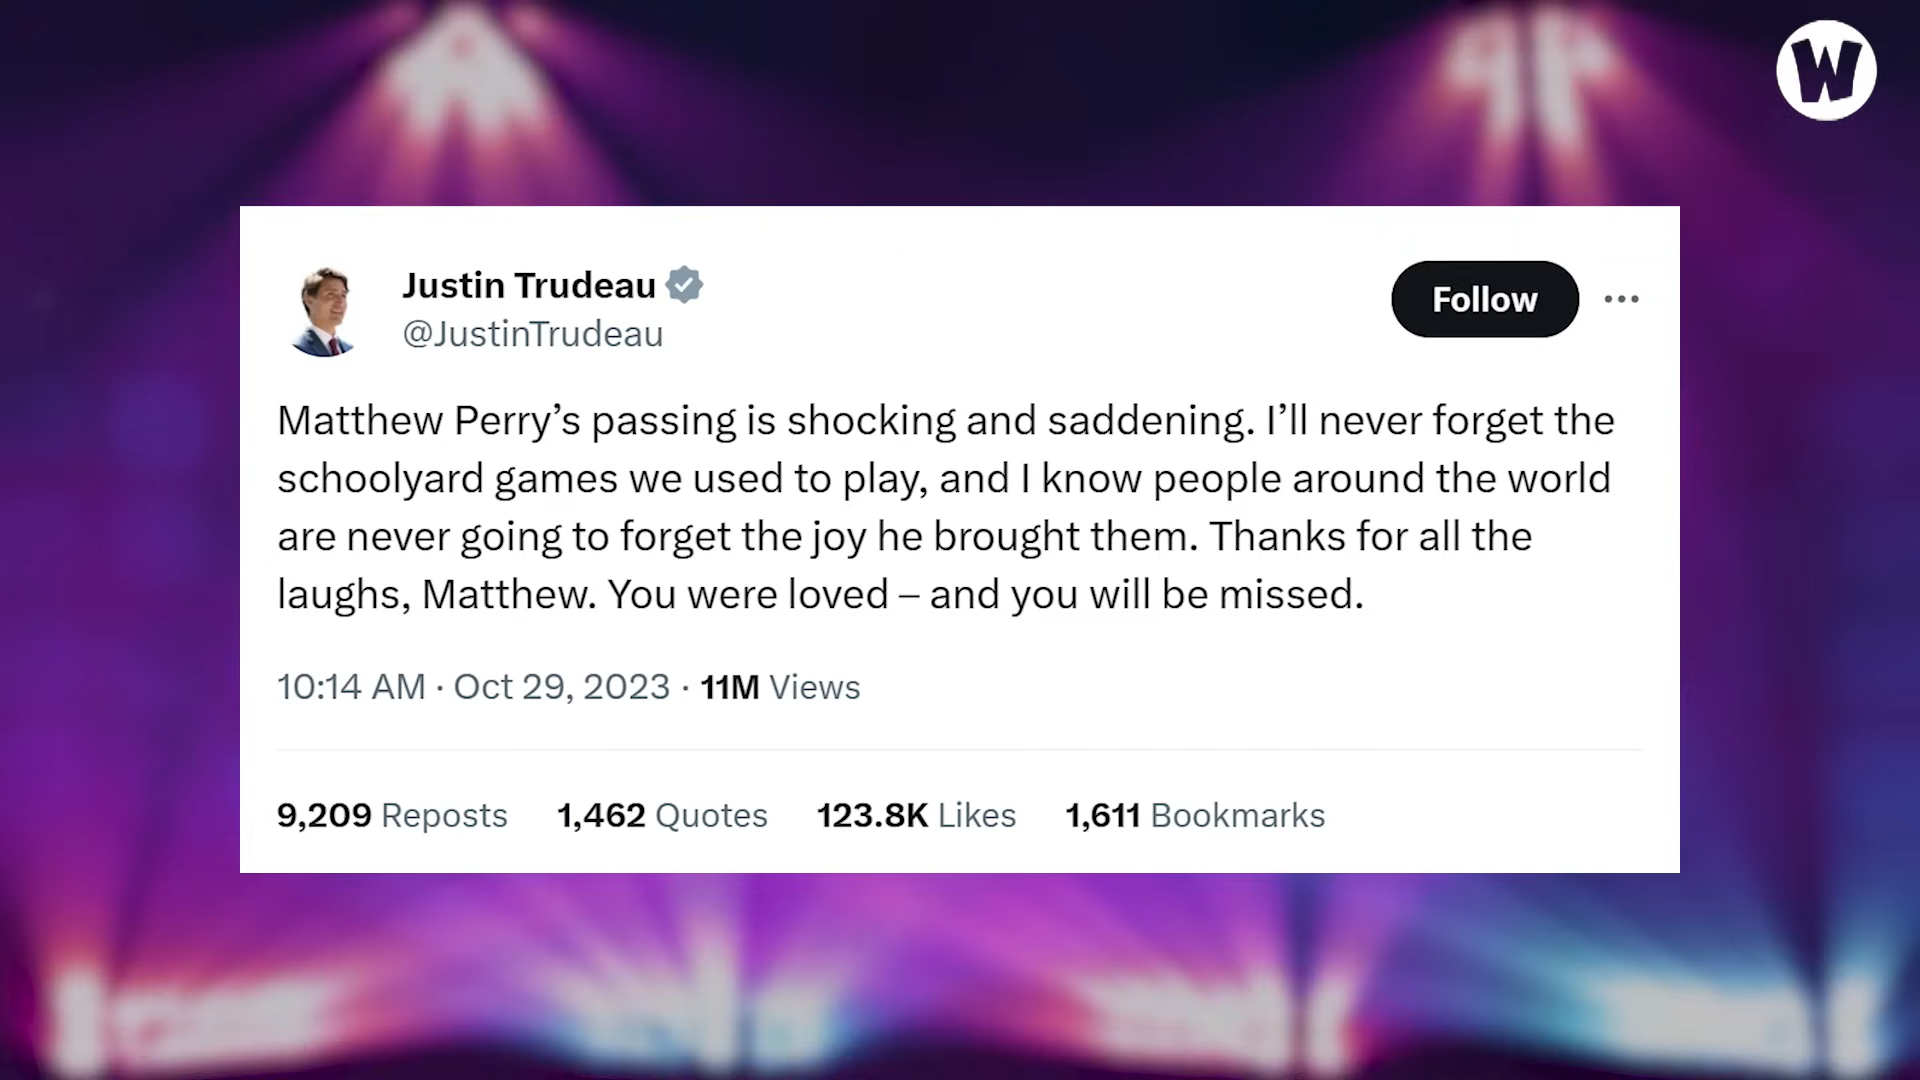 W
Justin Trudeau
@JustinTrudeau
Follow
Matthew Perry’s passing is shocking and saddening. I’ll never forget the
schoolyard games we used to play, and I know people around the world
are never going to forget the joy he brought them. Thanks for all the
laughs, Matthew. You were loved – and you will be missed.
10:14 AM · Oct 29, 2023 · 11M Views
9,209 Reposts 1,462 Quotes 123.8K Likes 1,611 Bookmarks